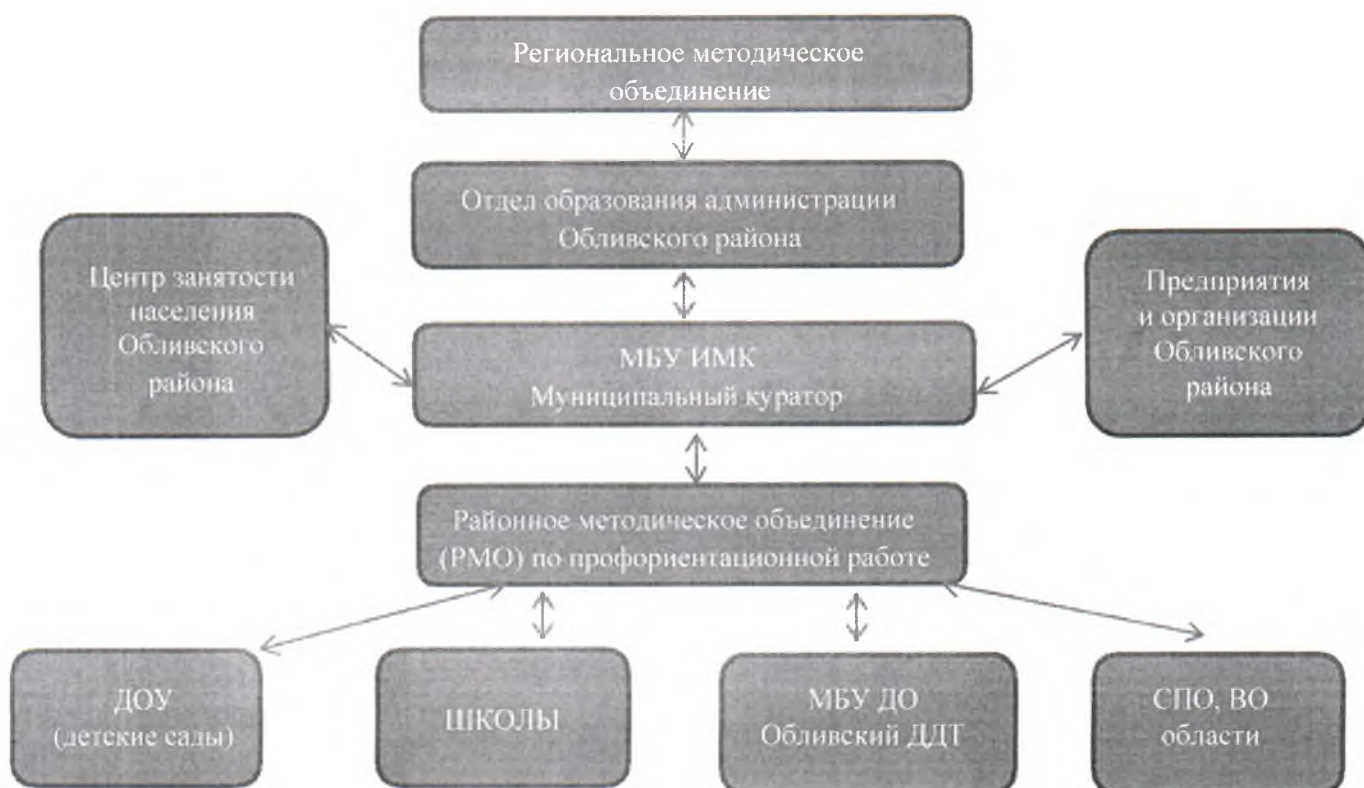 Региональное методическое
объединение
Отдел образования администрации
Обливского района
Центр занятости
населения
Обливского
района
МБУ ИМК
Муниципальный куратор
Предприятия
и организации
Обливского
района
Районное методическое объединение
(РМО) по профориентационной работе
ДОУ
(детские сады)
ШКОЛЫ
МБУ ДО
Обливский ДДТ
СПО, ВО
области